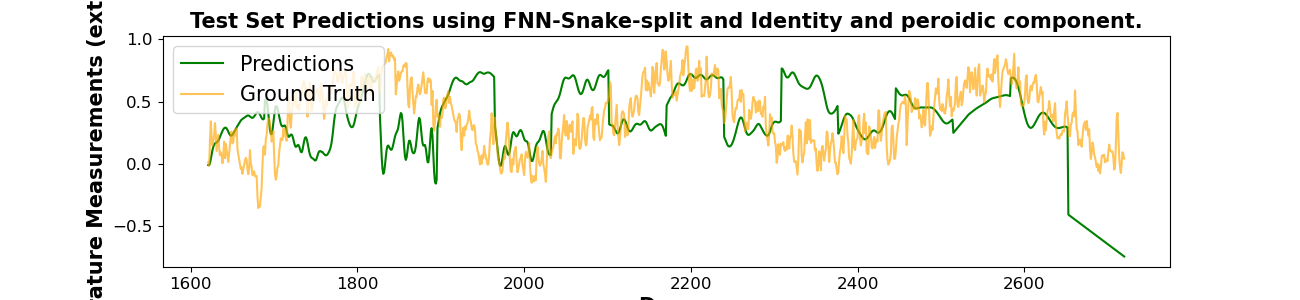 Test Set Predictions using FNN-Snake-split and Identity and peroidic component.
Predictions
Ground Truth
1.0
0.5
0.0
−0.5
1600
1800
2000
2200
2400
2600
Measurements